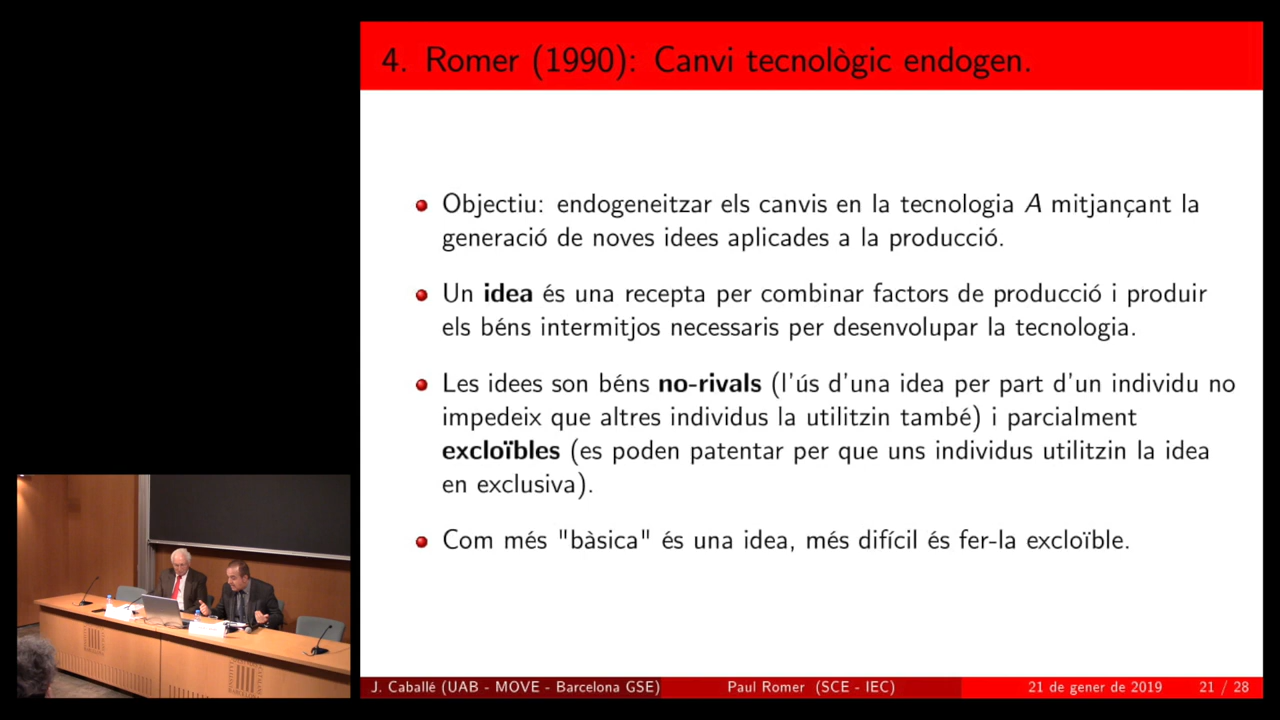 4. Romer (1990): Canvi tecnològic endogen.
Objectiu: endogeneitzar els canvis en la tecnologia A mitjançant la
generació de noves idees aplicades a la producció.
Un idea és una recepta per combinar factors de producció i produir
els béns intermitjos necessaris per desenvolupar la tecnologia.
Les idees son béns no-rivals (l'ús d'una idea per part d'un individu no
impedeix que altres individus la utilitzin també) i parcialment
excloïbles (es poden patentar per que uns individus utilitzin la idea
en exclusiva).
Com més "bàsica" és una idea, més difícil és fer-la excloïble.
J. Caballé (UAB - MOVE - Barcelona GSE) Paul Romer (SCE - IEC) 21 de gener de 2019 21 / 28